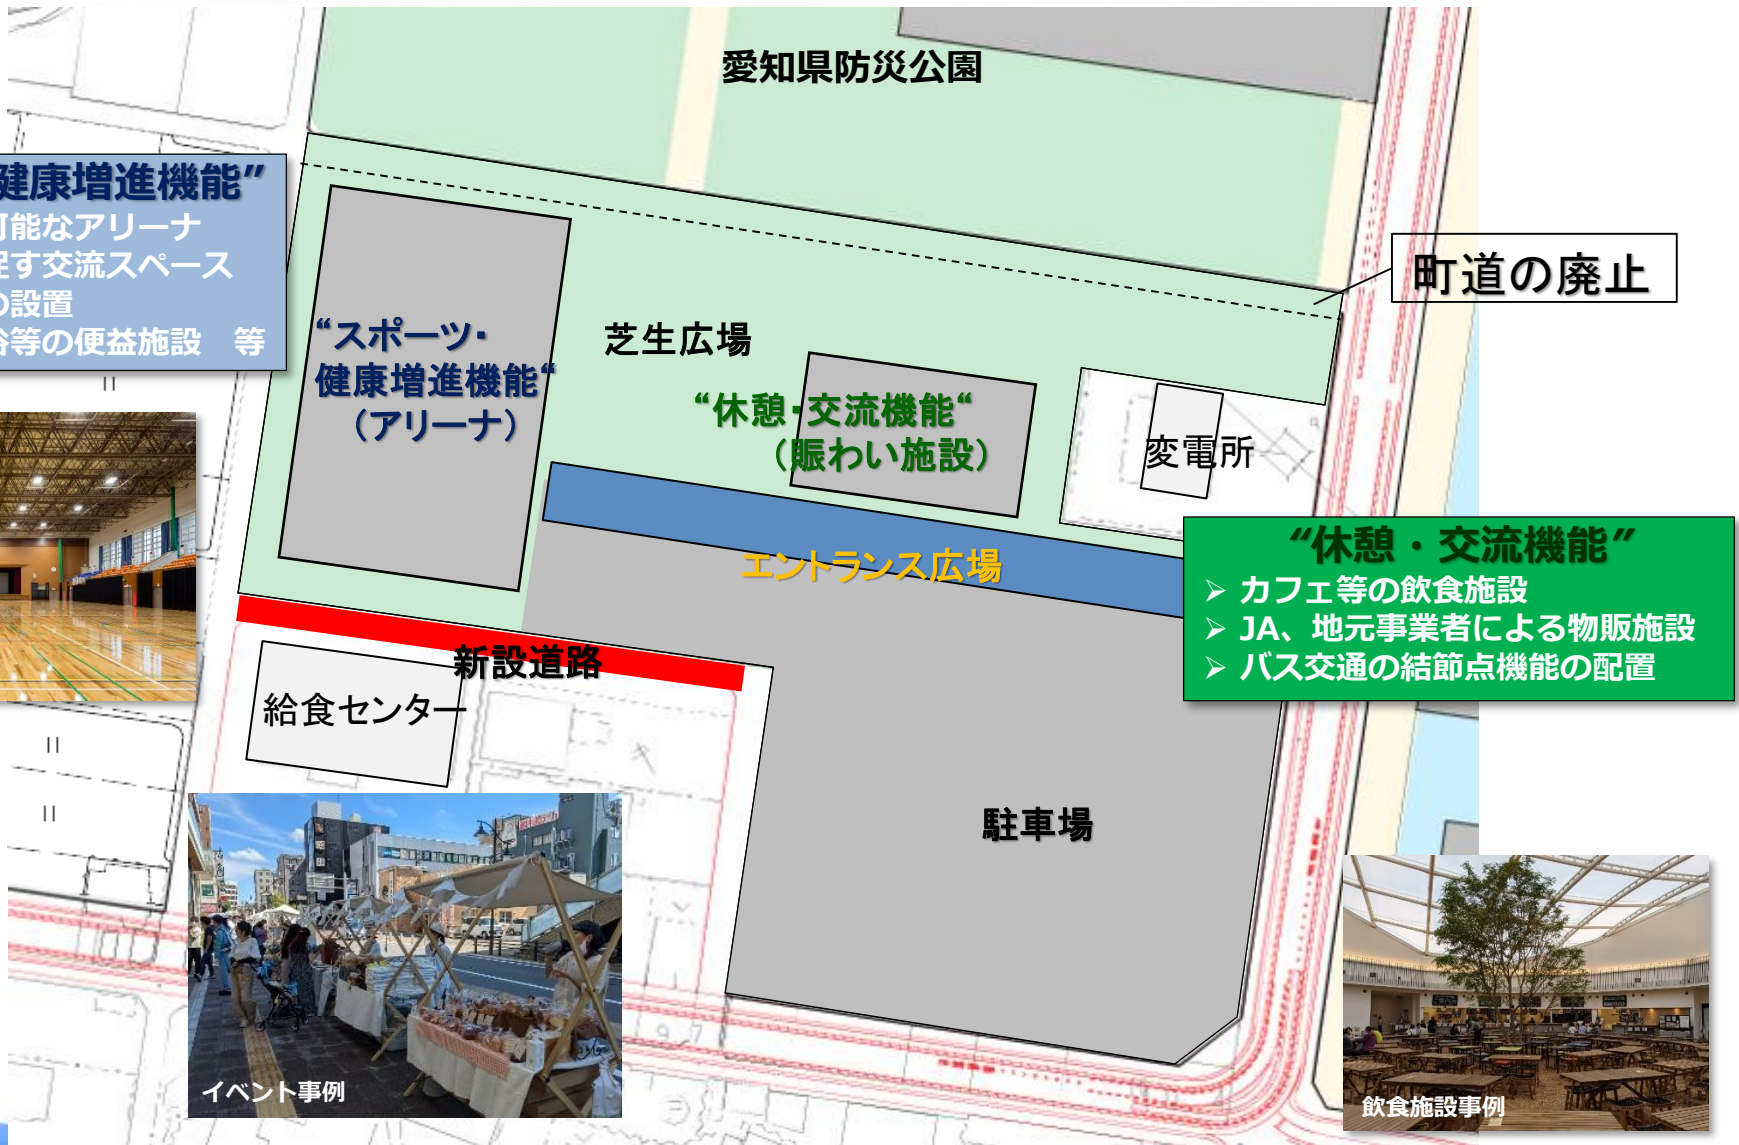 愛知県防災公園
健康増進機能”
可能なアリーナ
促す交流スペース
の設置
等の便益施設　等
町道の廃止
“スポーツ・
健康増進機能“
（アリーナ）
芝生広場
“休憩・交流機能“
（賑わい施設）
変電所
エントランス広場
“休憩・交流機能”
➢ カフェ等の飲食施設
➢ JA、地元事業者による物販施設
➢ バス交通の結節点機能の配置
新設道路
給食センター
駐車場
イベント事例
飲食施設事例